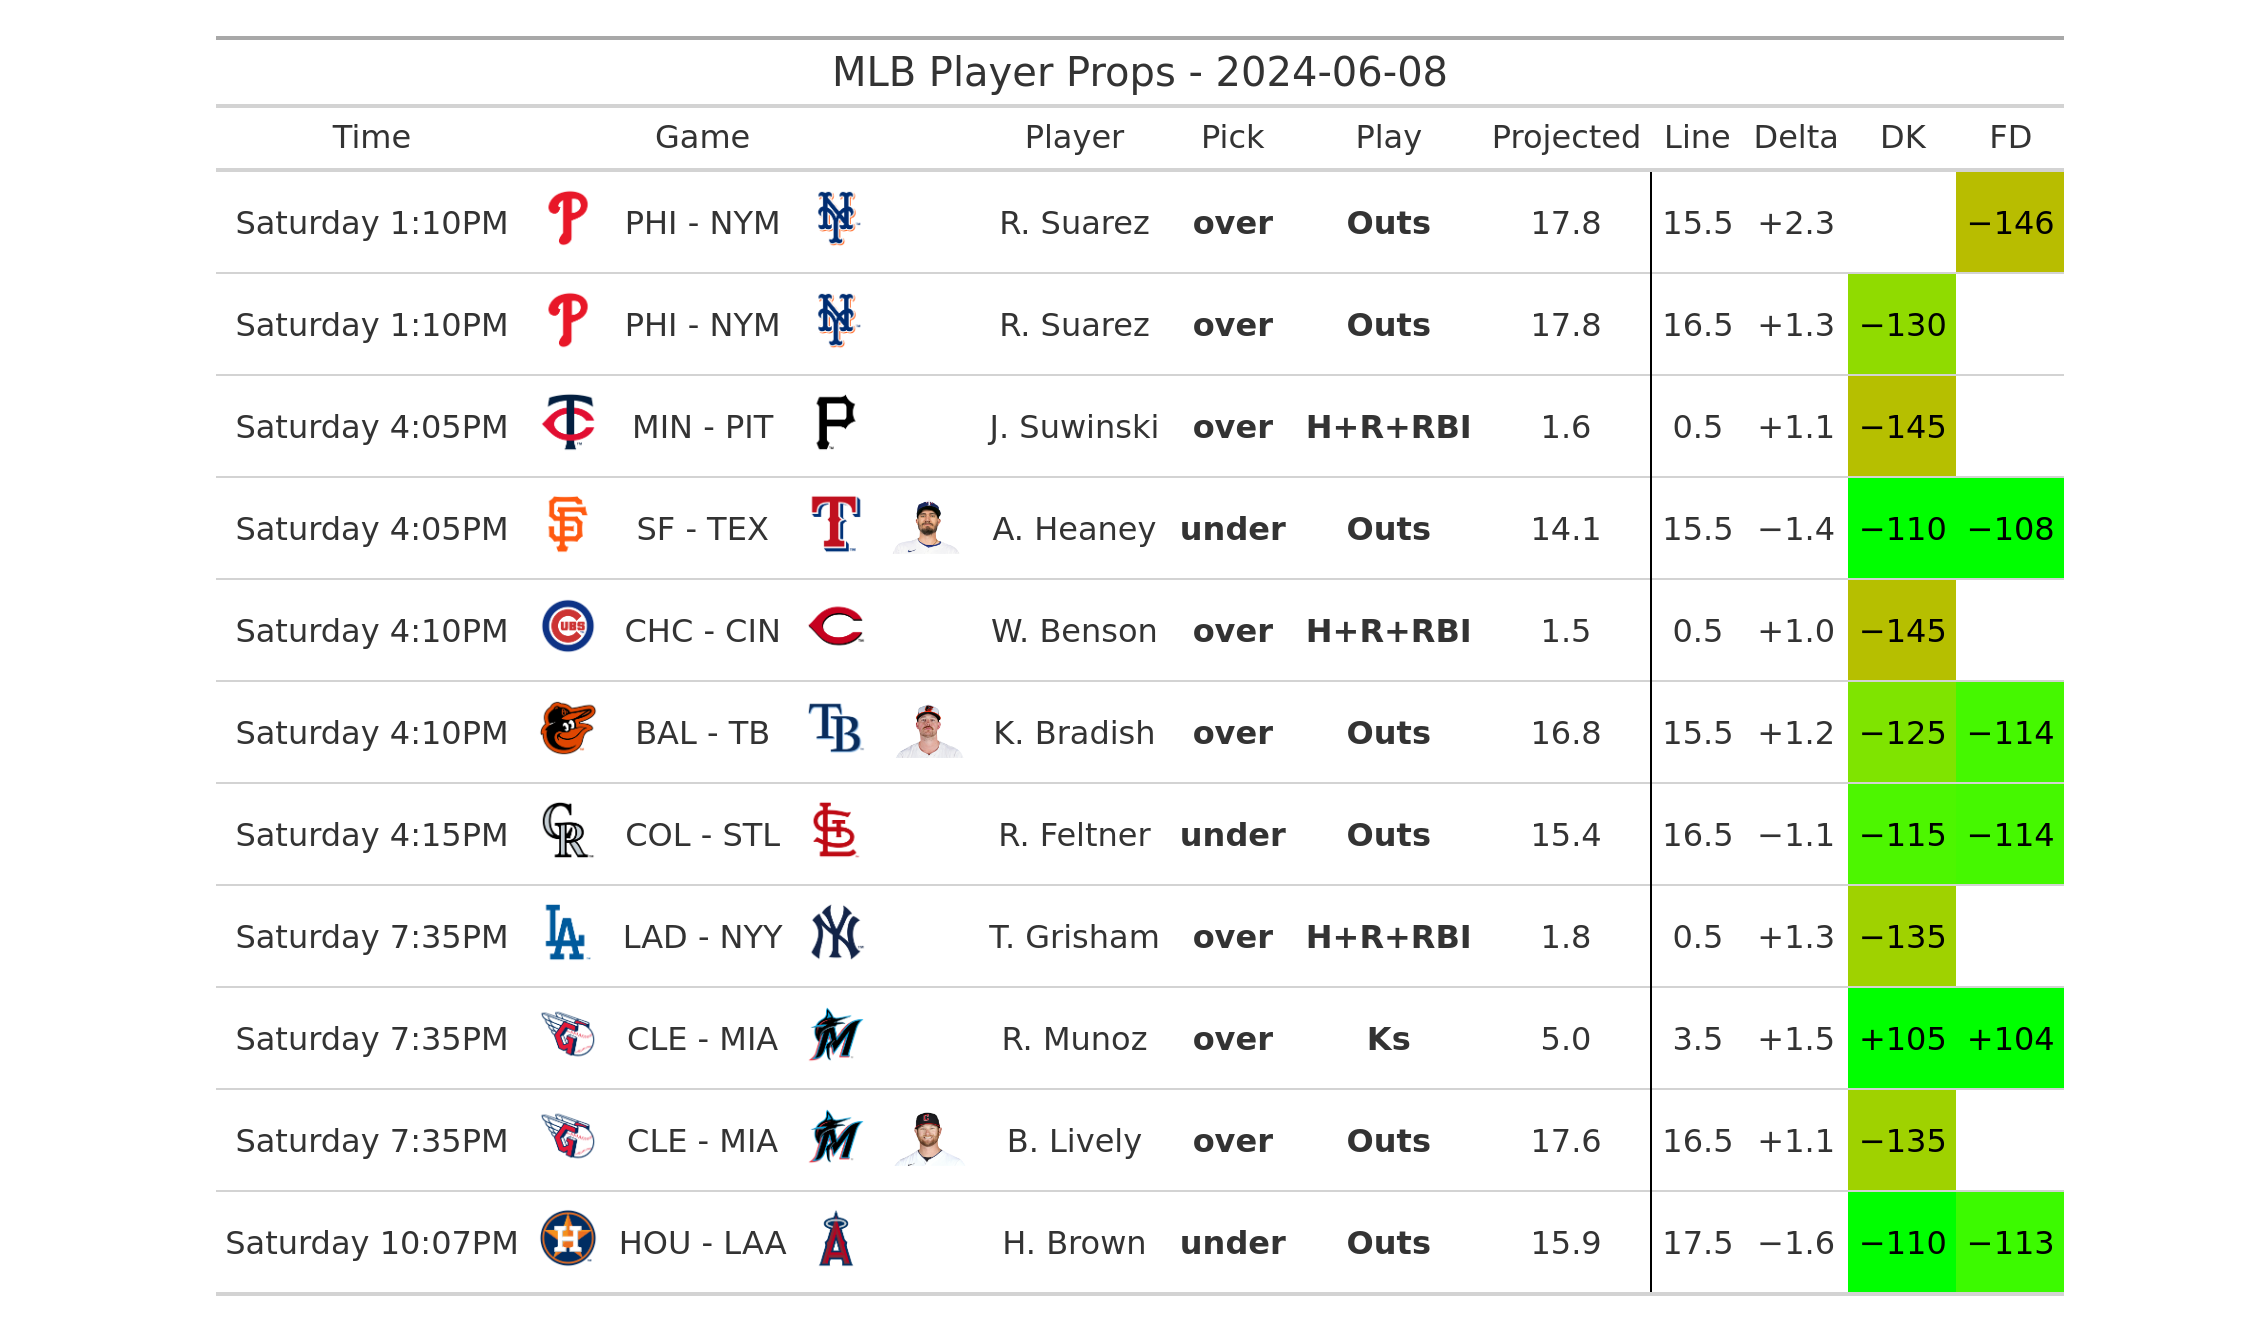 MLB Player Props - 2024-06-08
Time Game Player Pick Play Projected Line Delta DK FD
Saturday 1:10PM PHI - NYM R. Suarez over Outs 17.8 15.5 +2.3 −146
Saturday 1:10PM PHI - NYM R. Suarez over Outs 17.8 16.5 +1.3 −130
Saturday 4:05PM MIN - PIT J. Suwinski over H+R+RBI 1.6 0.5 +1.1 −145
Saturday 4:05PM SF - TEX A. Heaney under Outs 14.1 15.5 −1.4 −110 −108
Saturday 4:10PM CHC - CIN W. Benson over H+R+RBI 1.5 0.5 +1.0 −145
Saturday 4:10PM BAL - TB K. Bradish over Outs 16.8 15.5 +1.2 −125 −114
Saturday 4:15PM COL - STL R. Feltner under Outs 15.4 16.5 −1.1 −115 −114
Saturday 7:35PM LAD - NYY T. Grisham over H+R+RBI 1.8 0.5 +1.3 −135
Saturday 7:35PM CLE - MIA R. Munoz over Ks 5.0 3.5 +1.5 +105 +104
Saturday 7:35PM CLE - MIA B. Lively over Outs 17.6 16.5 +1.1 −135
Saturday 10:07PM HOU - LAA H. Brown under Outs 15.9 17.5 −1.6 −110 −113